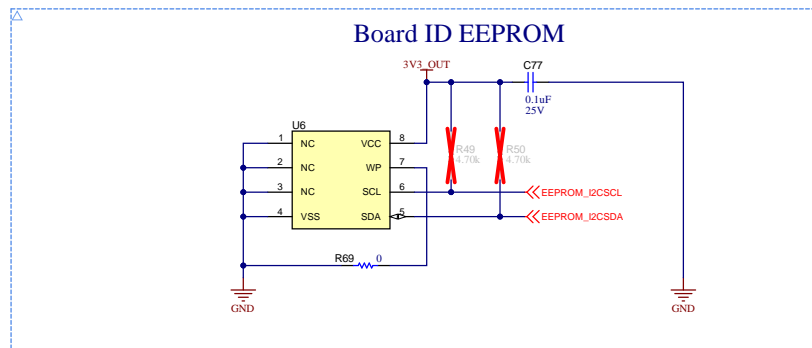 Board ID EEPROM
3V3_OUT
C77
0.1uF
25V
U6
1 NC VCC 8
2 NC WP 7
3 NC SCL 6
4 VSS SDA 5
R49
4.70k
R50
4.70k
EEPROM_I2CSCL
EEPROM_I2CSDA
R69 0
GND
GND